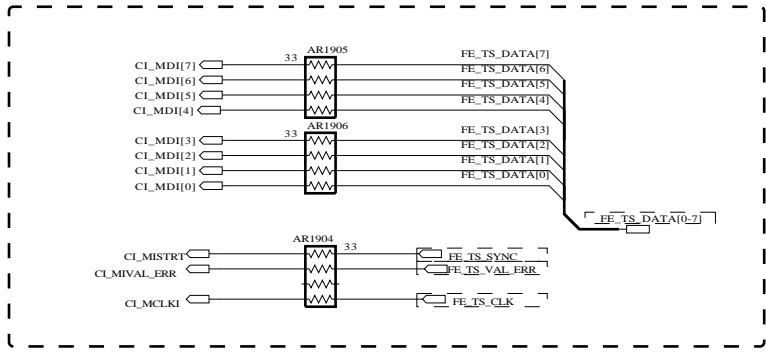 AR1905
33
CI_MDI[7] FE_TS_DATA[7]
CI_MDI[6] FE_TS_DATA[6]
CI_MDI[5] FE_TS_DATA[5]
CI_MDI[4] FE_TS_DATA[4]
AR1906
33
CI_MDI[3] FE_TS_DATA[3]
CI_MDI[2] FE_TS_DATA[2]
CI_MDI[1] FE_TS_DATA[1]
CI_MDI[0] FE_TS_DATA[0]
FE_TS_DATA[0-7]
AR1904
33
CI_MISTRT FE_TS_SYNC
CI_MIVAL_ERR FE_TS_VAL_ERR
CI_MCLKI FE_TS_CLK